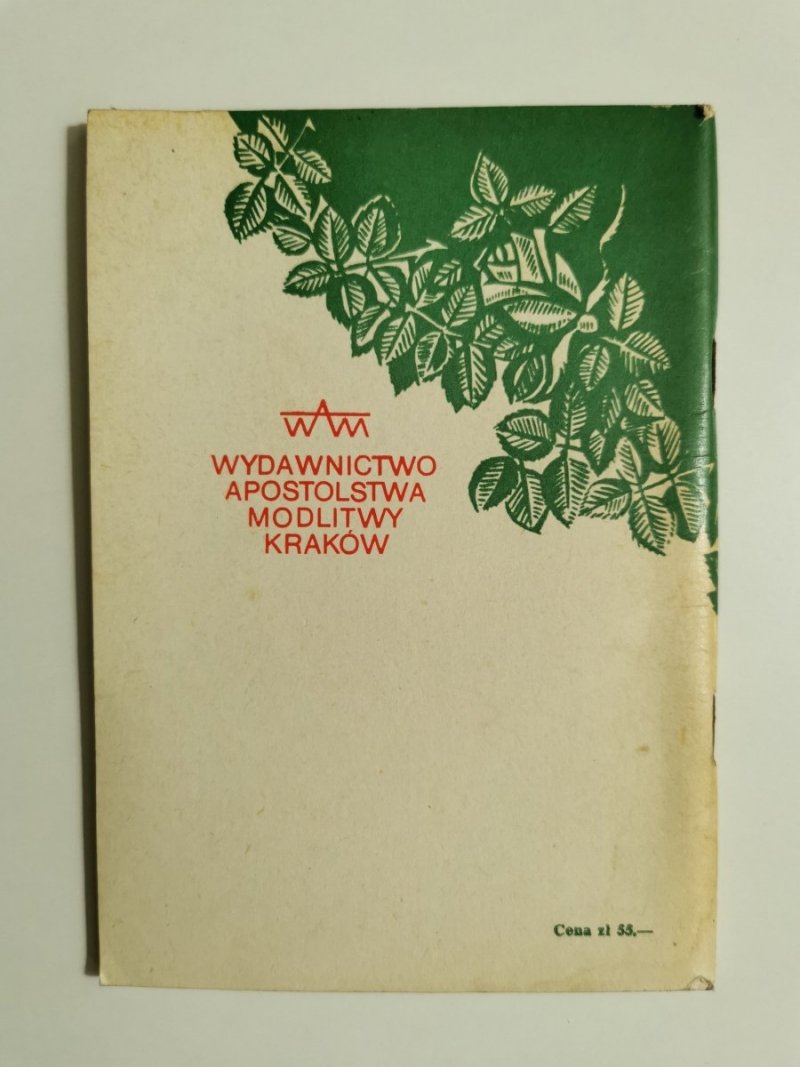 WAM
WYDAWNICTWO
APOSTOLSTWA
MODLITWY
KRAKÓW
Cena zł 55,—